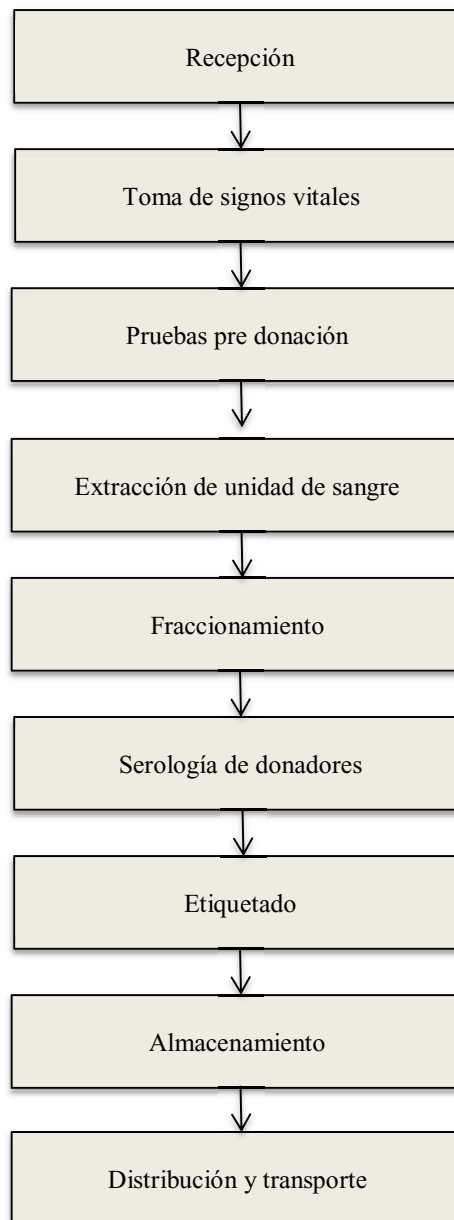 Recepción
Toma de signos vitales
Pruebas pre donación
Extracción de unidad de sangre
Fraccionamiento
Serología de donadores
Etiquetado
Almacenamiento
Distribución y transporte